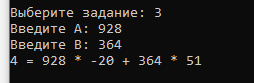 Выберите задание: 3
Введите A: 928
Введите B: 364
4 = 928 * -20 + 364 * 51